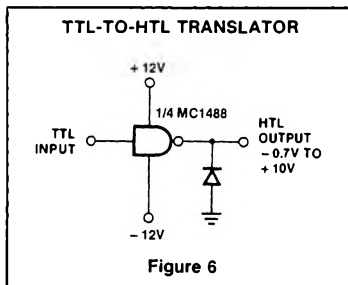 TTL-TO-HTL TRANSLATOR
+12V
1/4 MC1488
TTL
INPUT
HTL
OUTPUT
-0.7V TO
+10V
-12V
Figure 6